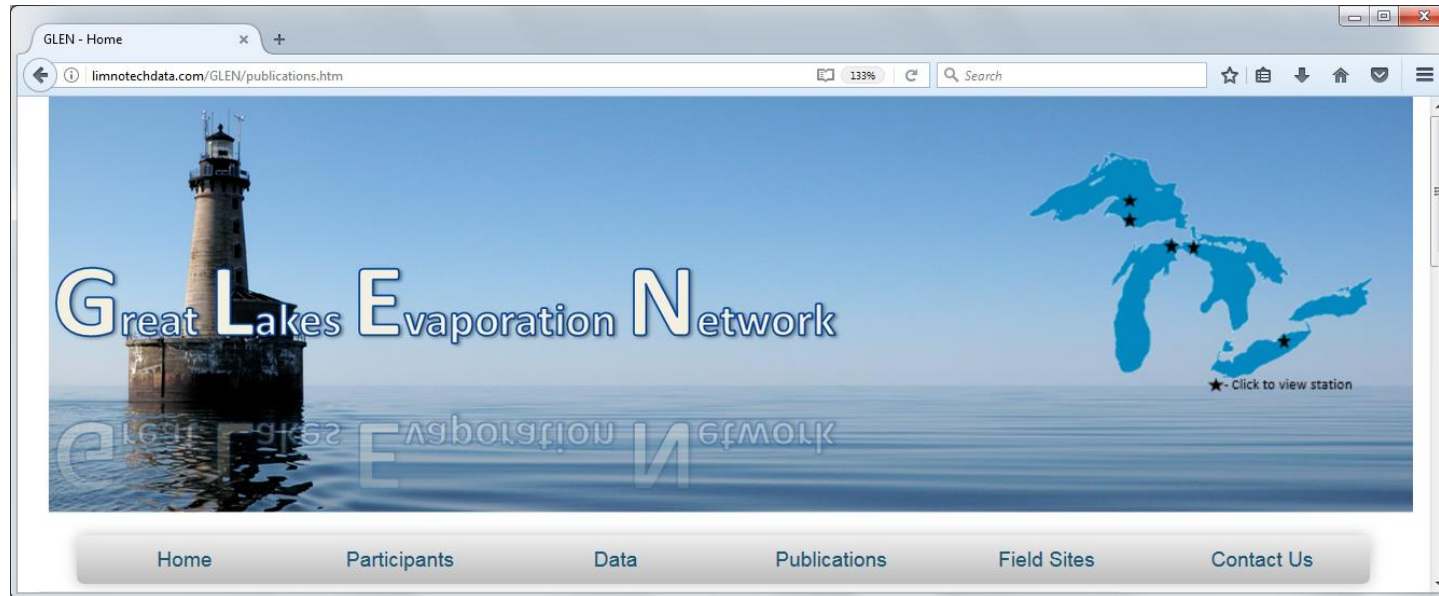 GLEN - Home
limnotechdata.com/GLEN/publications.htm
133%
Search
Great Lakes Evaporation Network
Great Lakes Evaporation Network
- Click to view station
Home Participants Data Publications Field Sites Contact Us